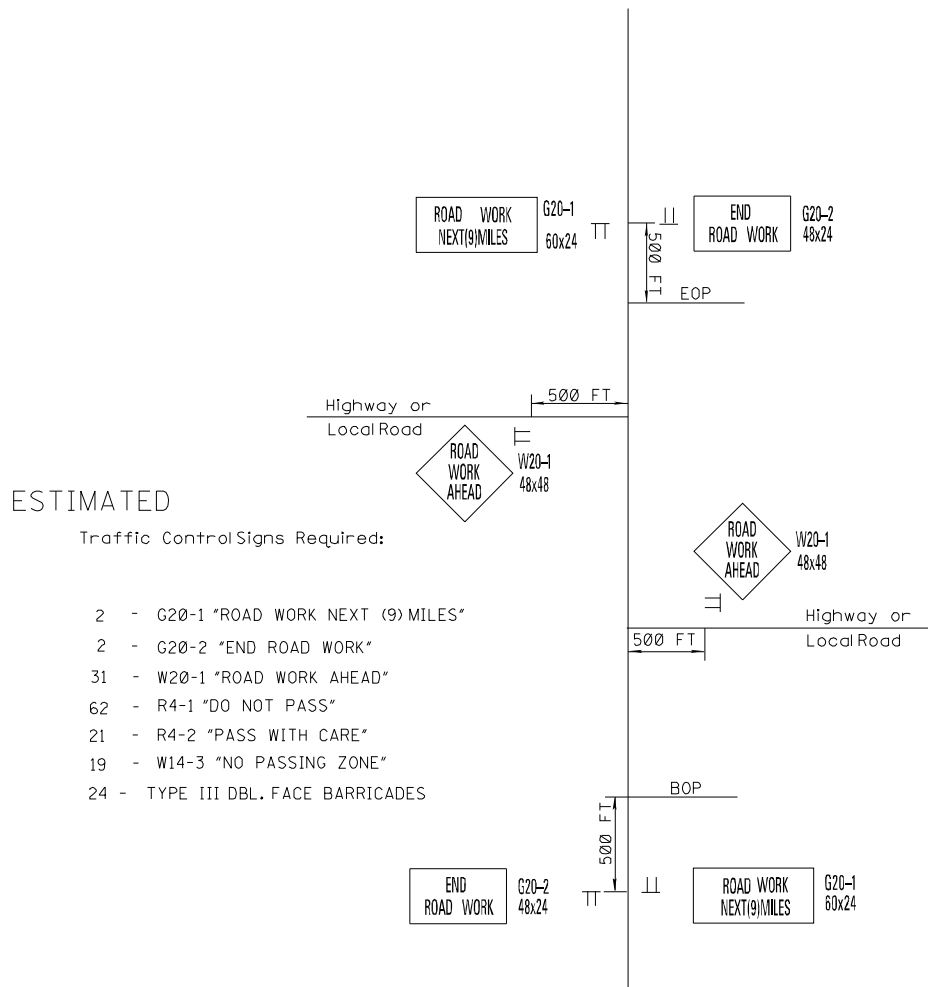 ROAD WORK
NEXT(9)MILES
G20-1
60x24
END
ROAD WORK
G20-2
48x24
500 FT
EOP
500 FT
Highway or
Local Road
ROAD
WORK
AHEAD
W20-1
48x48
ESTIMATED
Traffic Control Signs Required:
ROAD
WORK
AHEAD
W20-1
48x48
2 - G20-1 "ROAD WORK NEXT (9) MILES"
2 - G20-2 "END ROAD WORK"
31 - W20-1 "ROAD WORK AHEAD"
62 - R4-1 "DO NOT PASS"
21 - R4-2 "PASS WITH CARE"
19 - W14-3 "NO PASSING ZONE"
24 - TYPE III DBL. FACE BARRICADES
Highway or
Local Road
500 FT
BOP
500 FT
END
ROAD WORK
G20-2
48x24
ROAD WORK
NEXT(9)MILES
G20-1
60x24